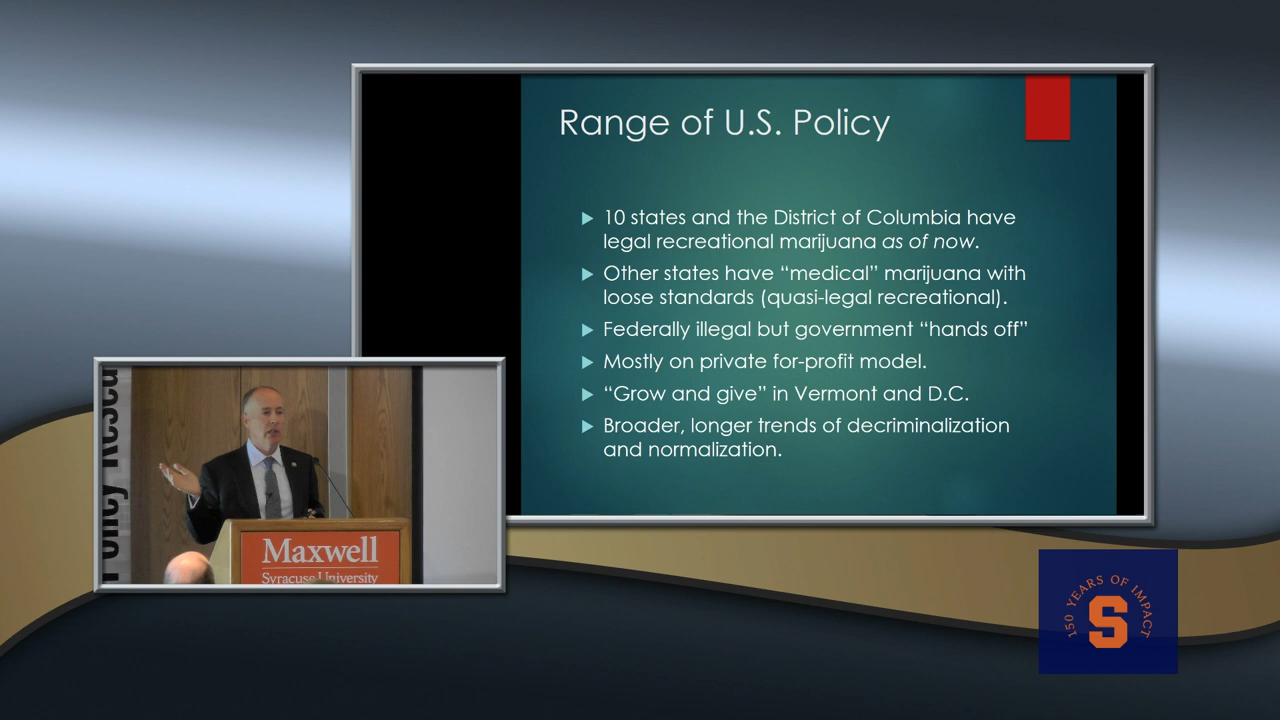 Range of U.S. Policy
10 states and the District of Columbia have
legal recreational marijuana as of now.
Other states have “medical” marijuana with
loose standards (quasi-legal recreational).
Federally illegal but government “hands off”
Mostly on private for-profit model.
“Grow and give” in Vermont and D.C.
Broader, longer trends of decriminalization
and normalization.
Policy
Maxwell
Syracuse University
150 YEARS OF IMPACT
S